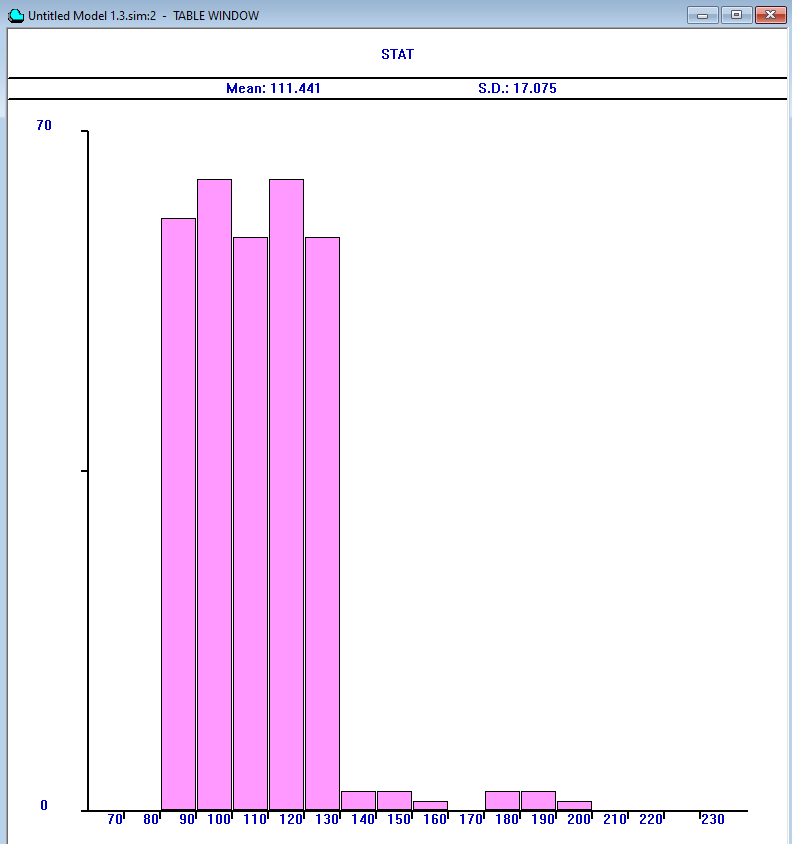 Untitled Model 1.3.sim:2 - TABLE WINDOW
STAT
Mean: 111.441 S.D.: 17.075
70
0
70 80 90 100 110 120 130 140 150 160 170 180 190 200 210 220 230